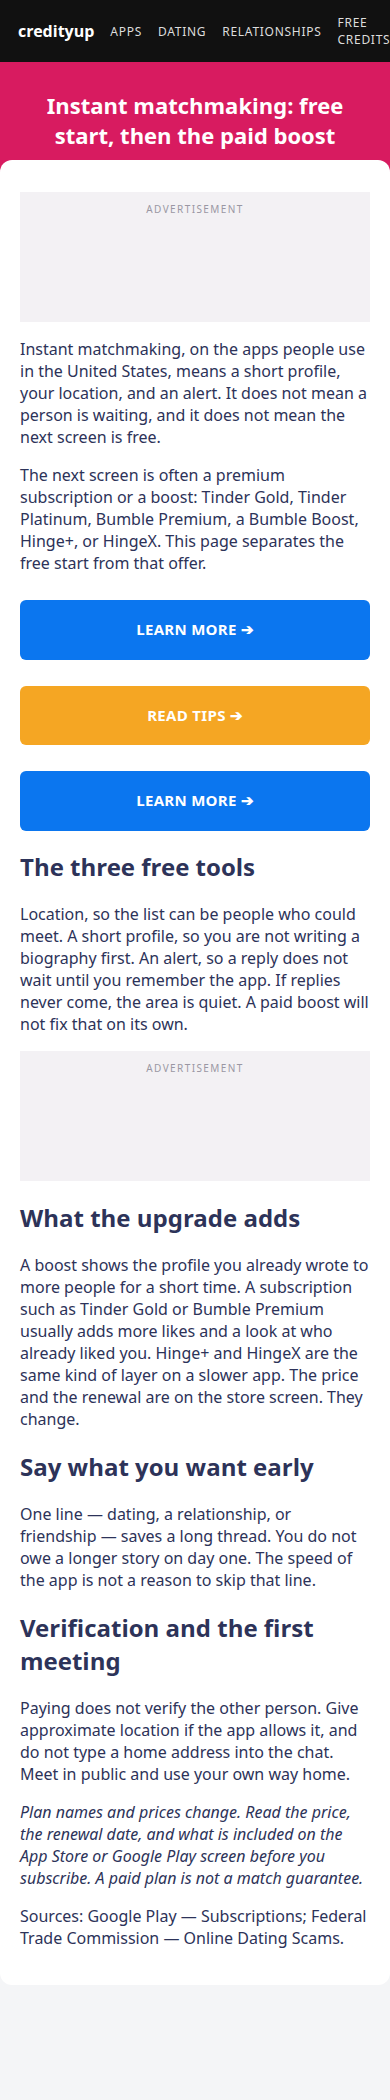 credityup APPS DATING RELATIONSHIPS FREE CREDITS
Instant matchmaking: free
start, then the paid boost
ADVERTISEMENT
Instant matchmaking, on the apps people use
in the United States, means a short profile,
your location, and an alert. It does not mean a
person is waiting, and it does not mean the
next screen is free.
The next screen is often a premium
subscription or a boost: Tinder Gold, Tinder
Platinum, Bumble Premium, a Bumble Boost,
Hinge+, or HingeX. This page separates the
free start from that offer.
LEARN MORE ➔
READ TIPS ➔
LEARN MORE ➔
The three free tools
Location, so the list can be people who could
meet. A short profile, so you are not writing a
biography first. An alert, so a reply does not
wait until you remember the app. If replies
never come, the area is quiet. A paid boost will
not fix that on its own.
ADVERTISEMENT
What the upgrade adds
A boost shows the profile you already wrote to
more people for a short time. A subscription
such as Tinder Gold or Bumble Premium
usually adds more likes and a look at who
already liked you. Hinge+ and HingeX are the
same kind of layer on a slower app. The price
and the renewal are on the store screen. They
change.
Say what you want early
One line — dating, a relationship, or
friendship — saves a long thread. You do not
owe a longer story on day one. The speed of
the app is not a reason to skip that line.
Verification and the first
meeting
Paying does not verify the other person. Give
approximate location if the app allows it, and
do not type a home address into the chat.
Meet in public and use your own way home.
Plan names and prices change. Read the price,
the renewal date, and what is included on the
App Store or Google Play screen before you
subscribe. A paid plan is not a match guarantee.
Sources: Google Play — Subscriptions; Federal
Trade Commission — Online Dating Scams.